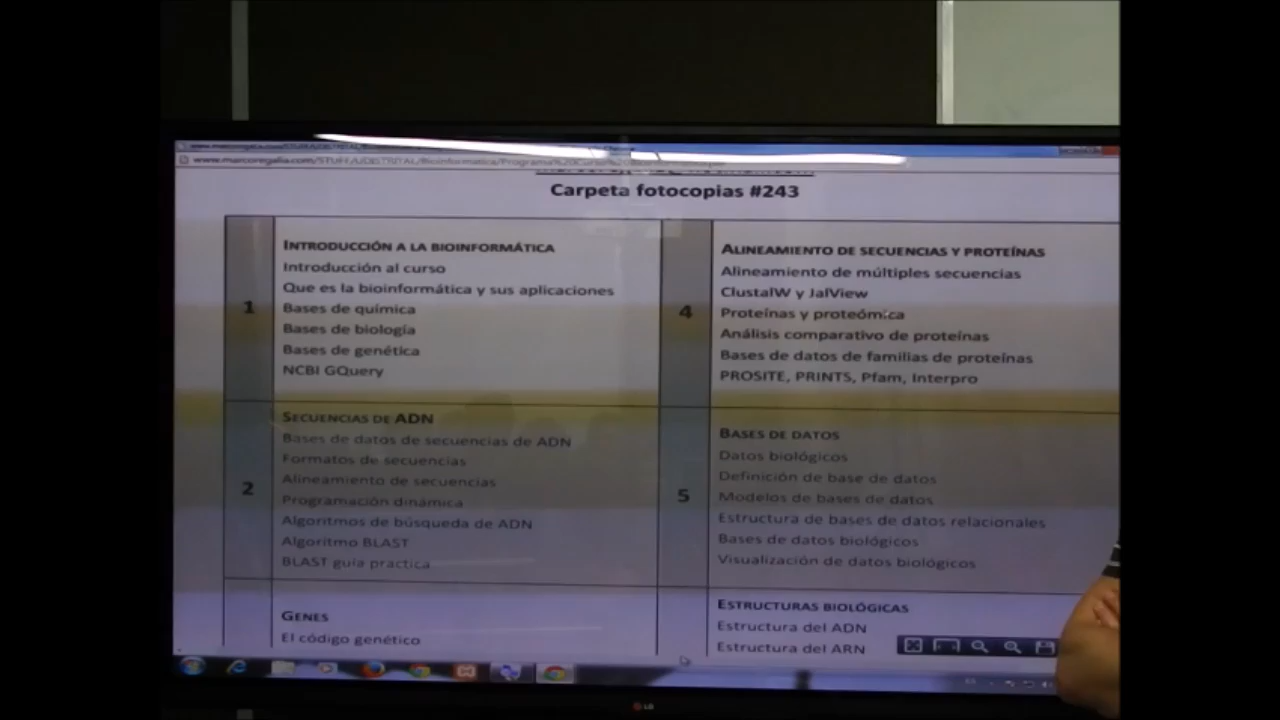 Carpeta fotocopias #243
1
INTRODUCCIÓN A LA BIOINFORMÁTICA
Introducción al curso
Que es la bioinformática y sus aplicaciones
Bases de química
Bases de biología
Bases de genética
NCBI GQuery
2
SECUENCIAS DE ADN
Bases de datos de secuencias de ADN
Formatos de secuencias
Alineamiento de secuencias
Programación dinámica
Algoritmos de búsqueda de ADN
Algoritmo BLAST
BLAST guía practica
GENES
El código genético
4
ALINEAMIENTO DE SECUENCIAS Y PROTEÍNAS
Alineamiento de múltiples secuencias
ClustalW y JalView
Proteínas y proteómica
Análisis comparativo de proteínas
Bases de datos de familias de proteínas
PROSITE, PRINTS, Pfam, Interpro
5
BASES DE DATOS
Datos biológicos
Definición de base de datos
Modelos de bases de datos
Estructura de bases de datos relacionales
Bases de datos biológicos
Visualización de datos biológicos
ESTRUCTURAS BIOLÓGICAS
Estructura del ADN
Estructura del ARN
LG